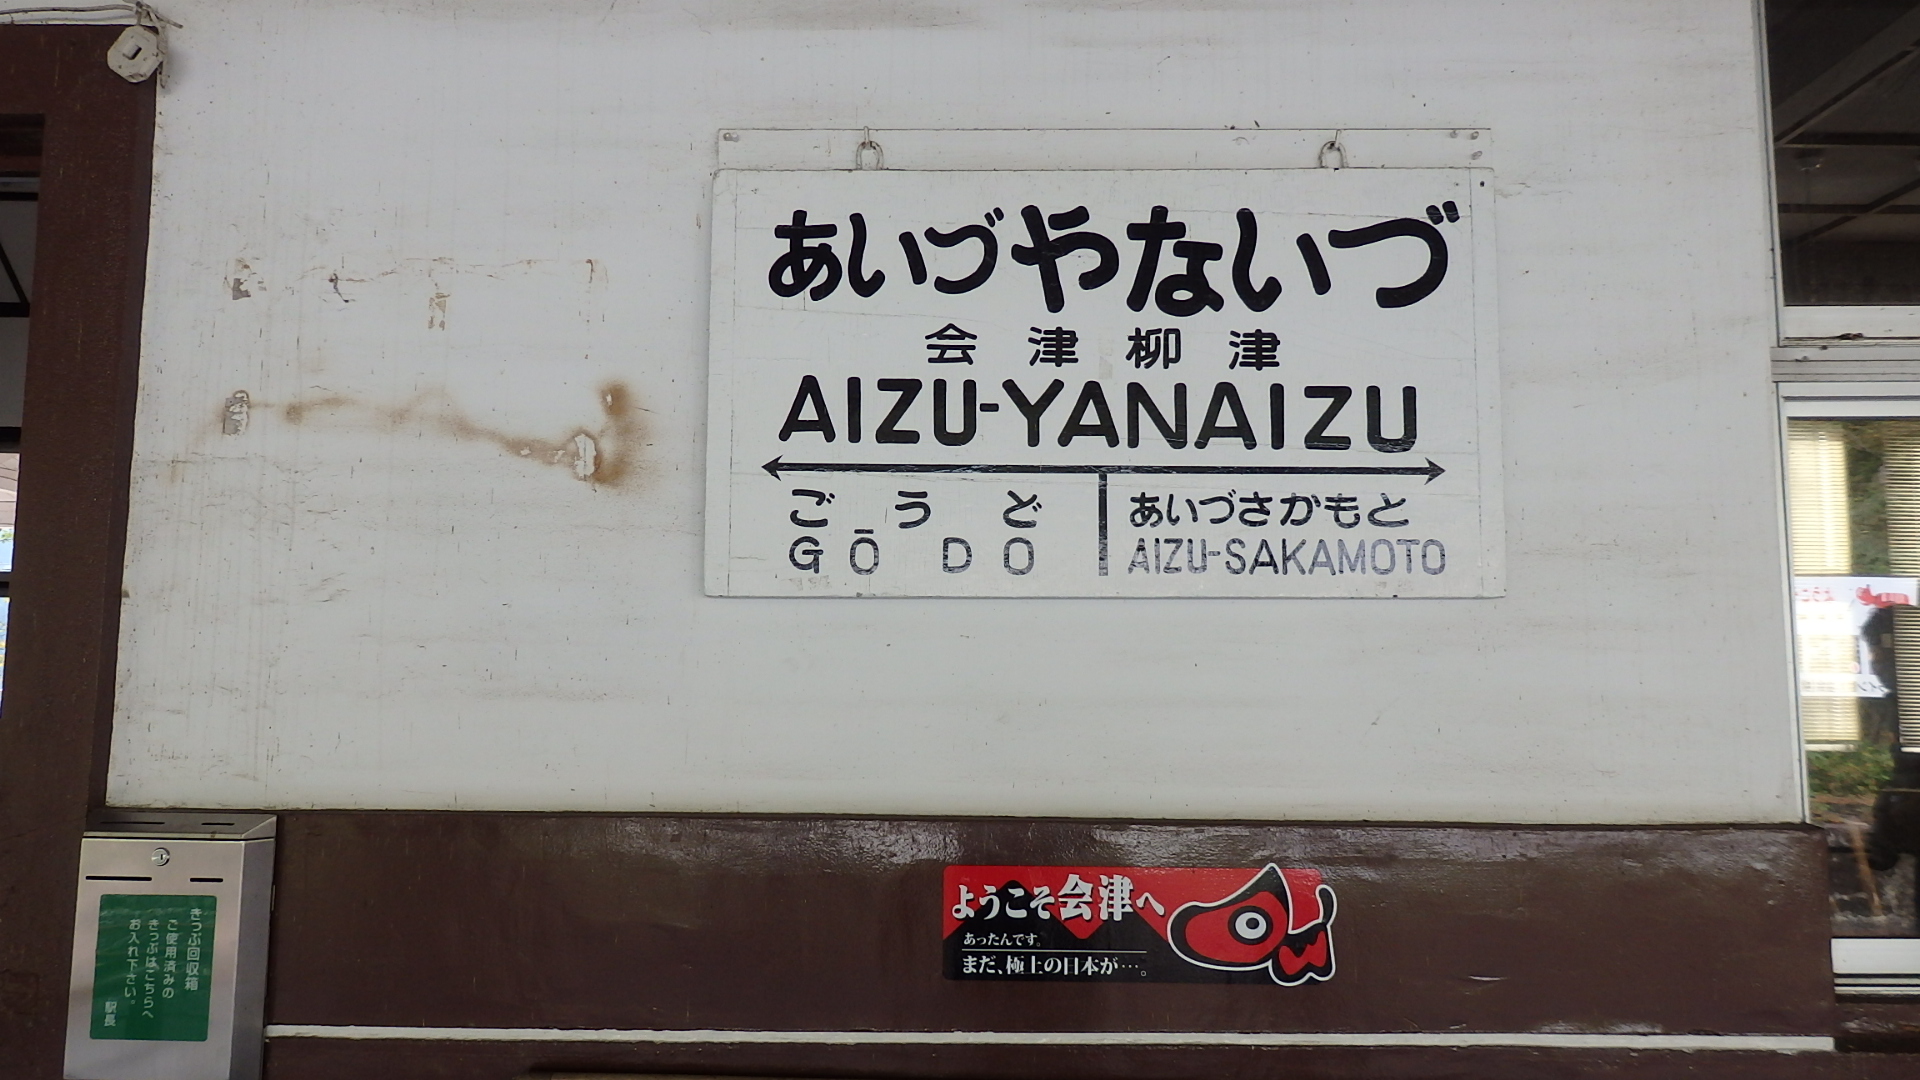 あいづやないづ
会津柳津
AIZU-YANAIZU
ごうど
GŌDO
あいづさかもと
AIZU-SAKAMOTO
ようこそ会津へ
あったんです。
まだ、極上の日本が…。
きっぷ回収箱
ご使用済みの
きっぷはこちらへ
お入れ下さい。
駅長